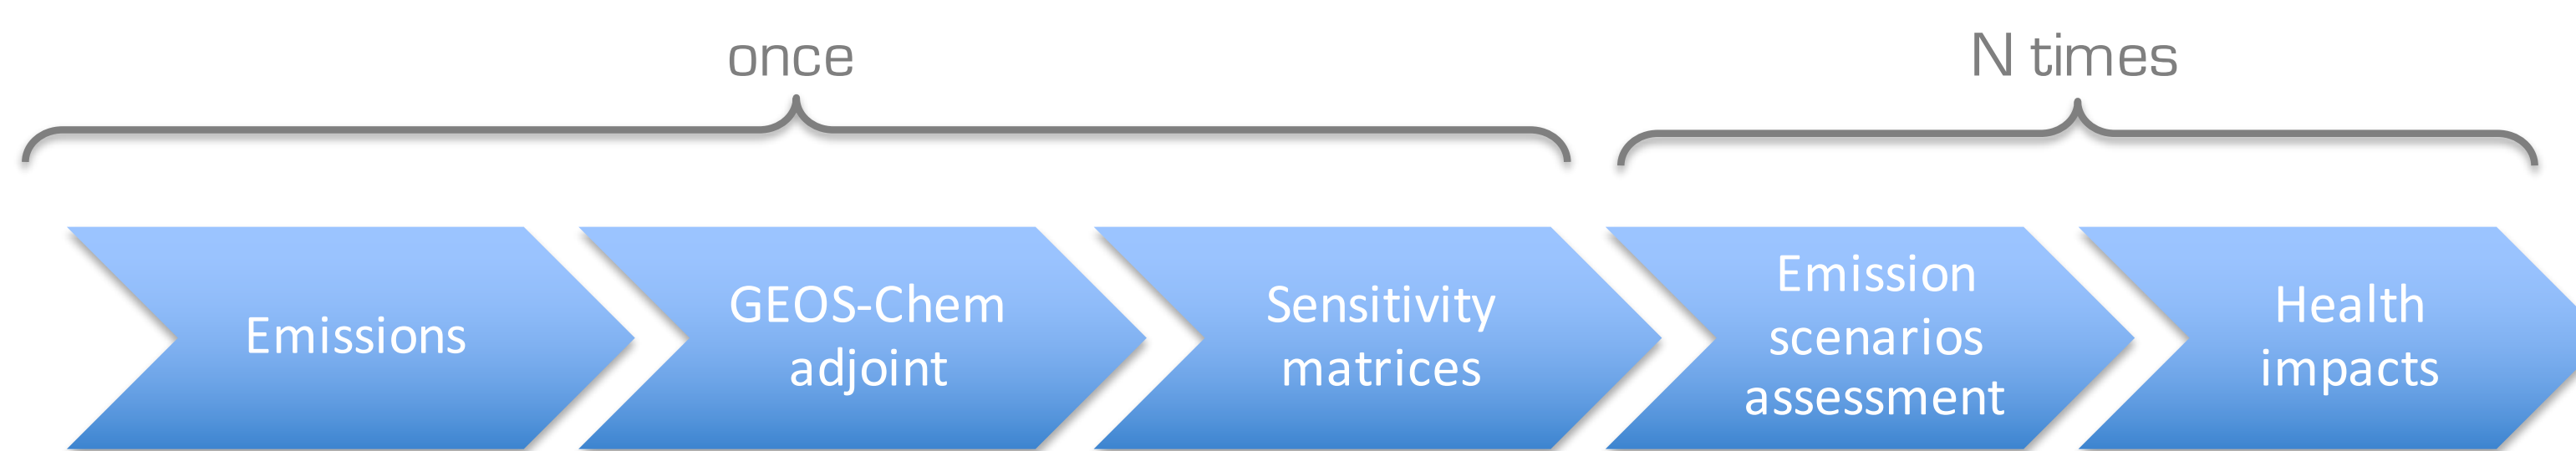 once
N times
Emissions
GEOS-Chem
adjoint
Sensitivity
matrices
Emission
scenarios
assessment
Health
impacts